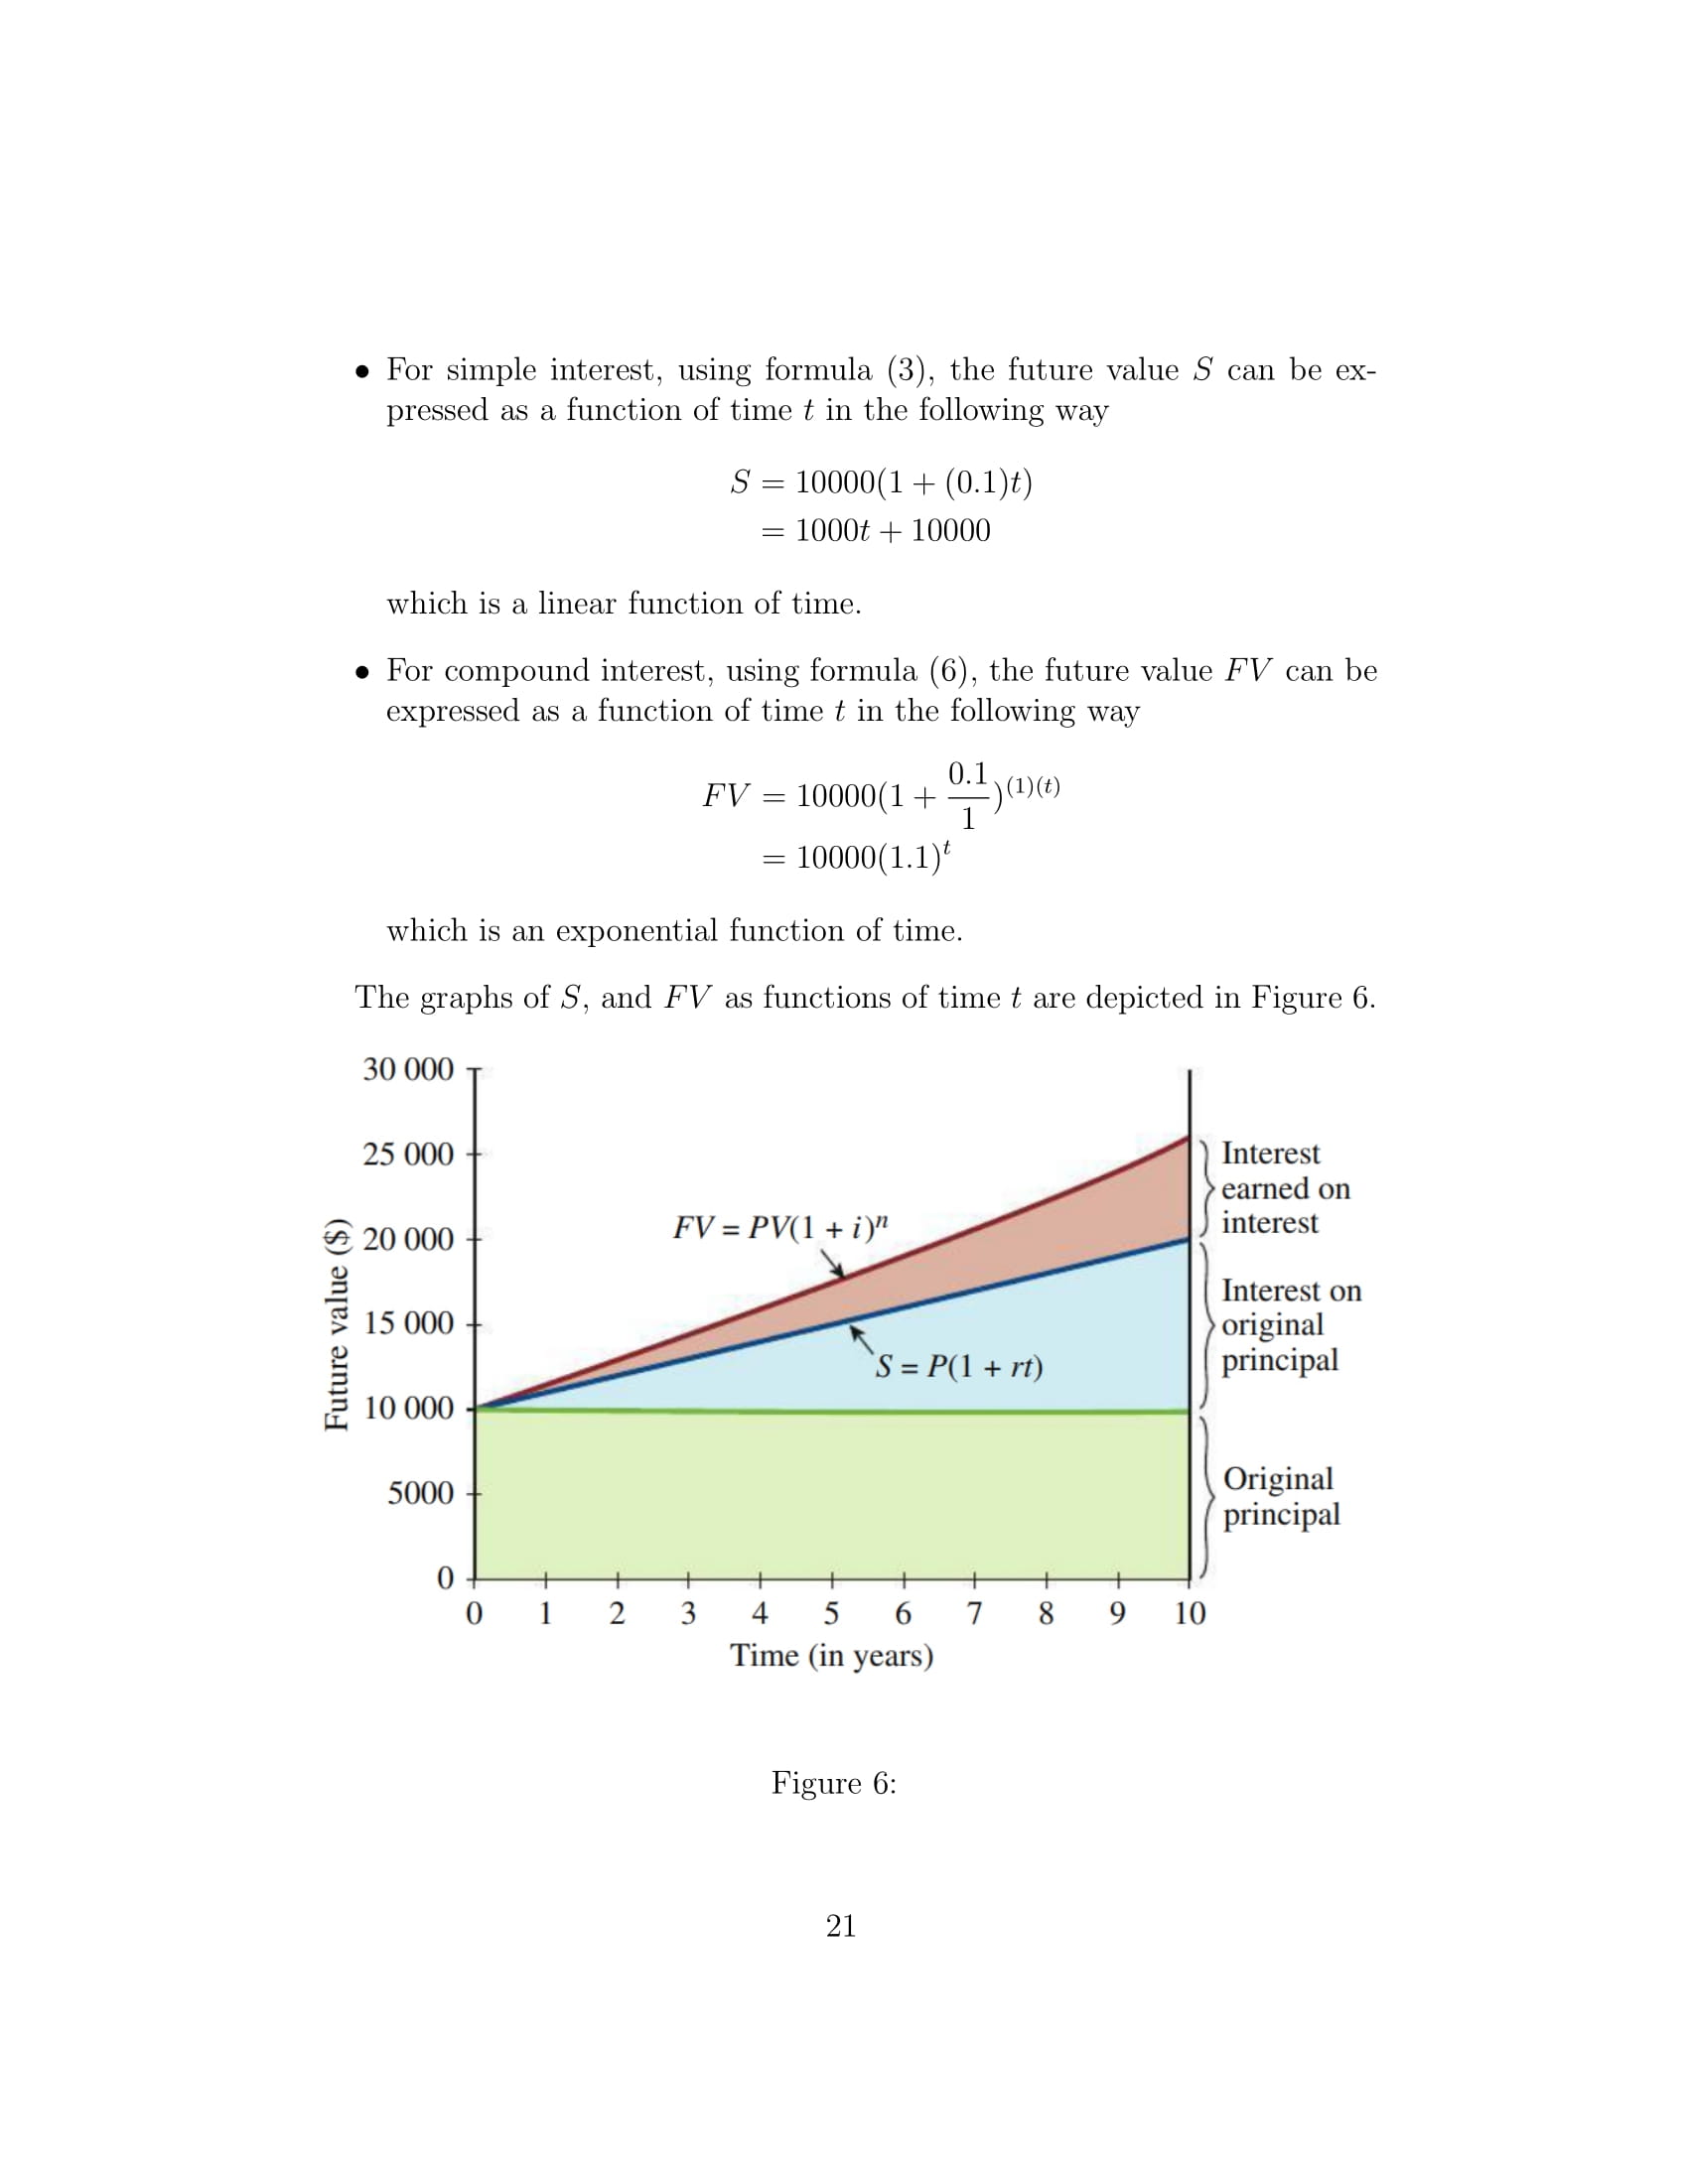 • For simple interest, using formula (3), the future value S can be ex-
pressed as a function of time t in the following way
S = 10000(1 + (0.1)t)
= 1000t + 10000
which is a linear function of time.
• For compound interest, using formula (6), the future value FV can be
expressed as a function of time t in the following way
FV = 10000(1 + 0.1/1)^(1)(t)
= 10000(1.1)^t
which is an exponential function of time.
The graphs of S, and FV as functions of time t are depicted in Figure 6.
30 000
25 000
20 000
15 000
10 000
5000
0
Future value ($)
FV = PV(1 + i)^n
S = P(1 + rt)
Interest
earned on
interest
Interest on
original
principal
Original
principal
0 1 2 3 4 5 6 7 8 9 10
Time (in years)
Figure 6:
21